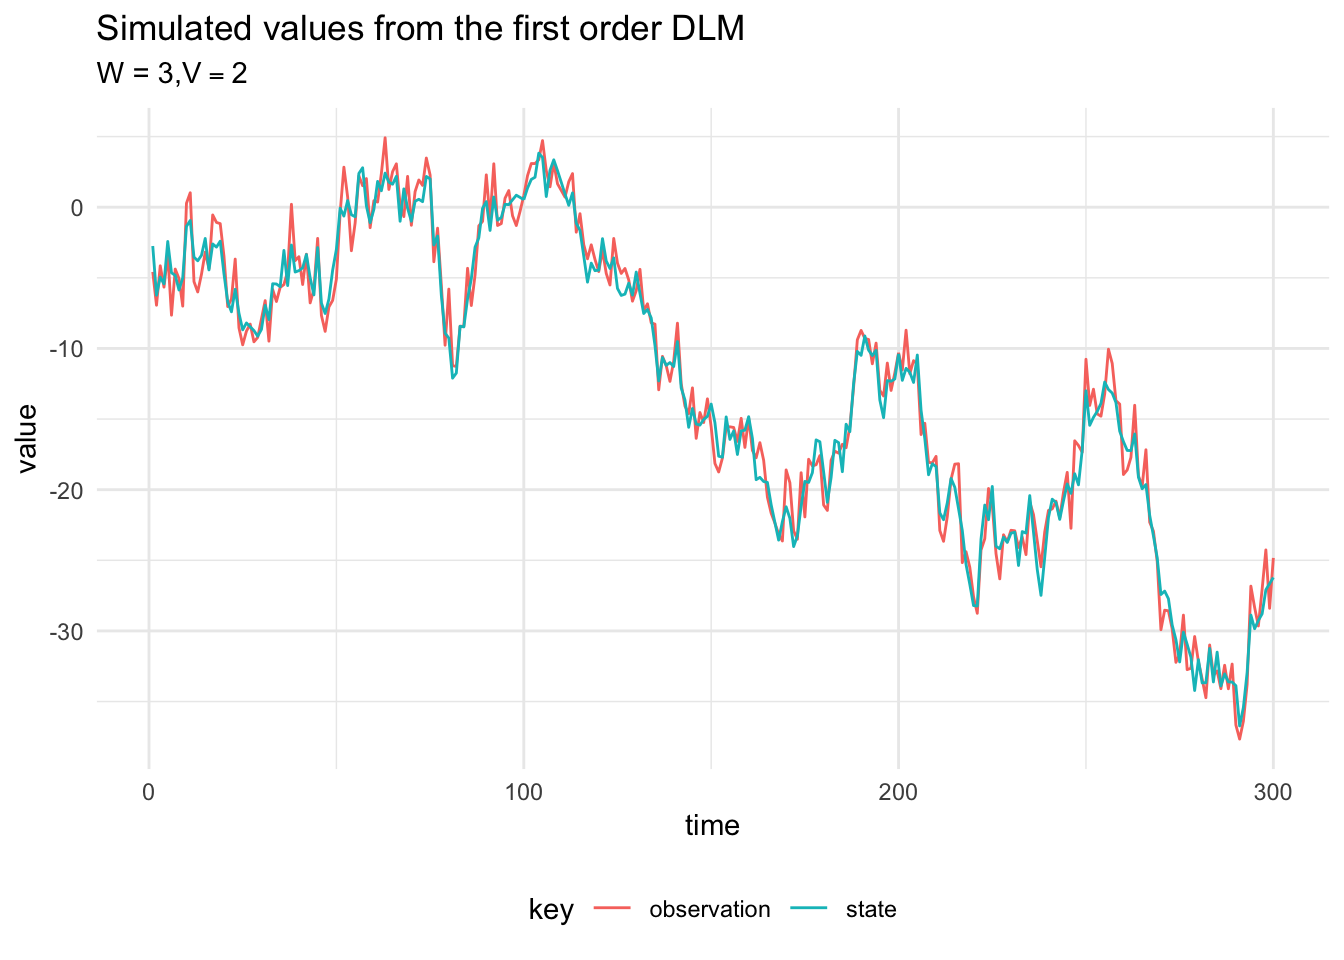 Simulated values from the first order DLM
W = 3,V = 2
value
0
-10
-20
-30
0 100 200 300
time
key observation state